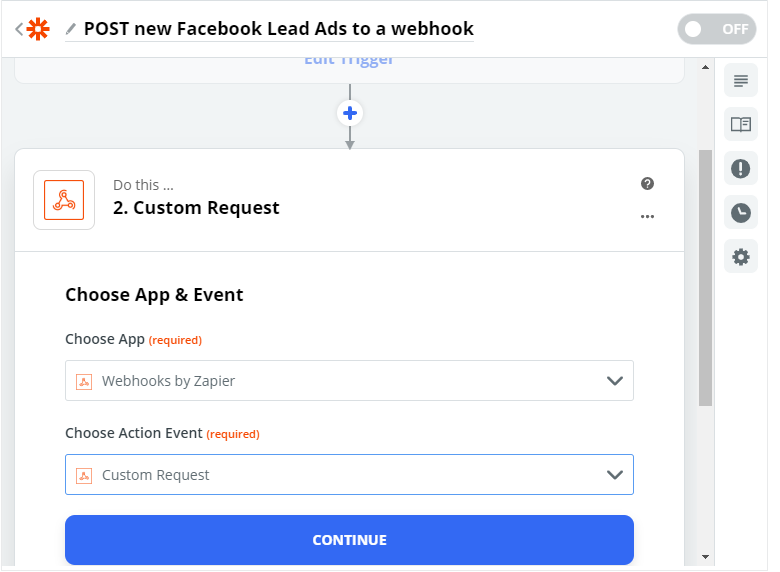 POST new Facebook Lead Ads to a webhook
OFF
Edit Trigger
Do this ...
2. Custom Request
Choose App & Event
Choose App (required)
Webhooks by Zapier
Choose Action Event (required)
Custom Request
CONTINUE